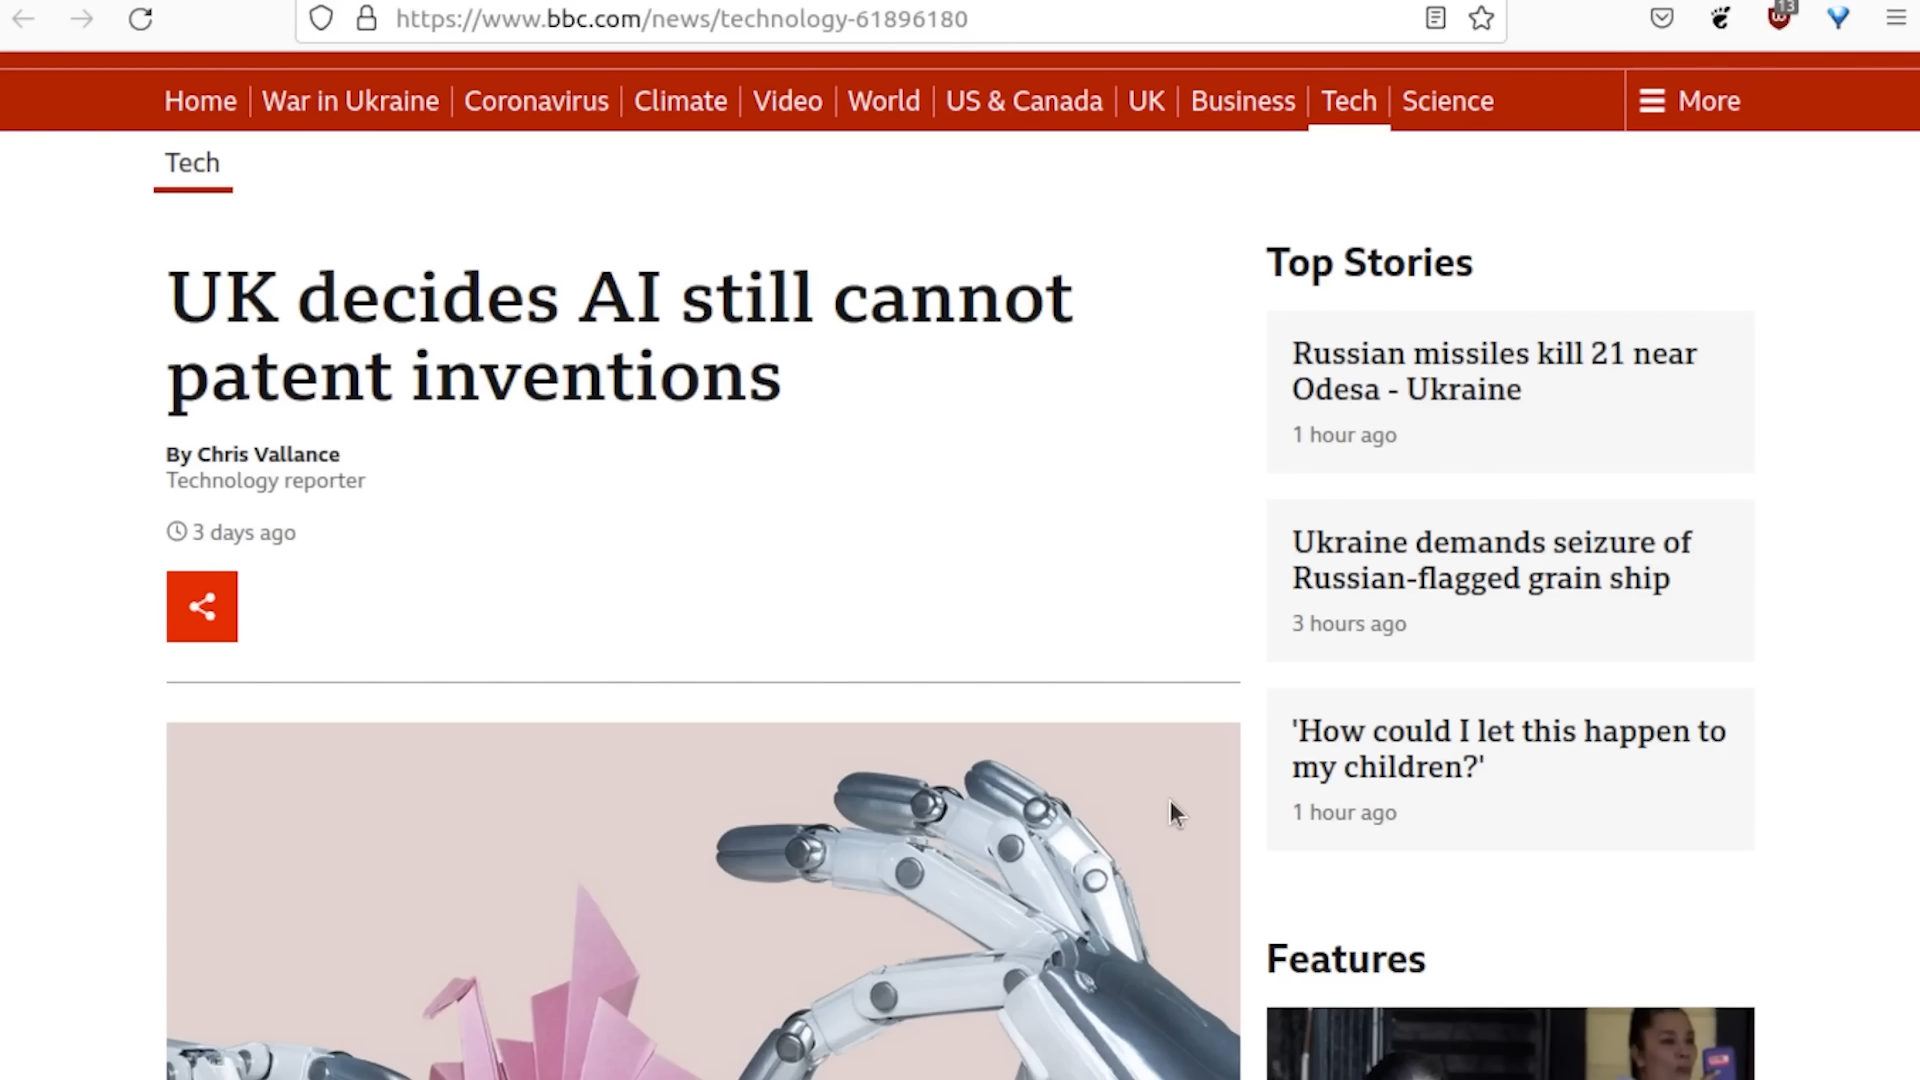 https://www.bbc.com/news/technology-61896180
13
Home
War in Ukraine
Coronavirus
Climate
Video
World
US & Canada
UK
Business
Tech
Science
More
Tech
UK decides AI still cannot
patent inventions
By Chris Vallance
Technology reporter
3 days ago
Top Stories
Russian missiles kill 21 near
Odesa - Ukraine
1 hour ago
Ukraine demands seizure of
Russian-flagged grain ship
3 hours ago
'How could I let this happen to
my children?'
1 hour ago
Features